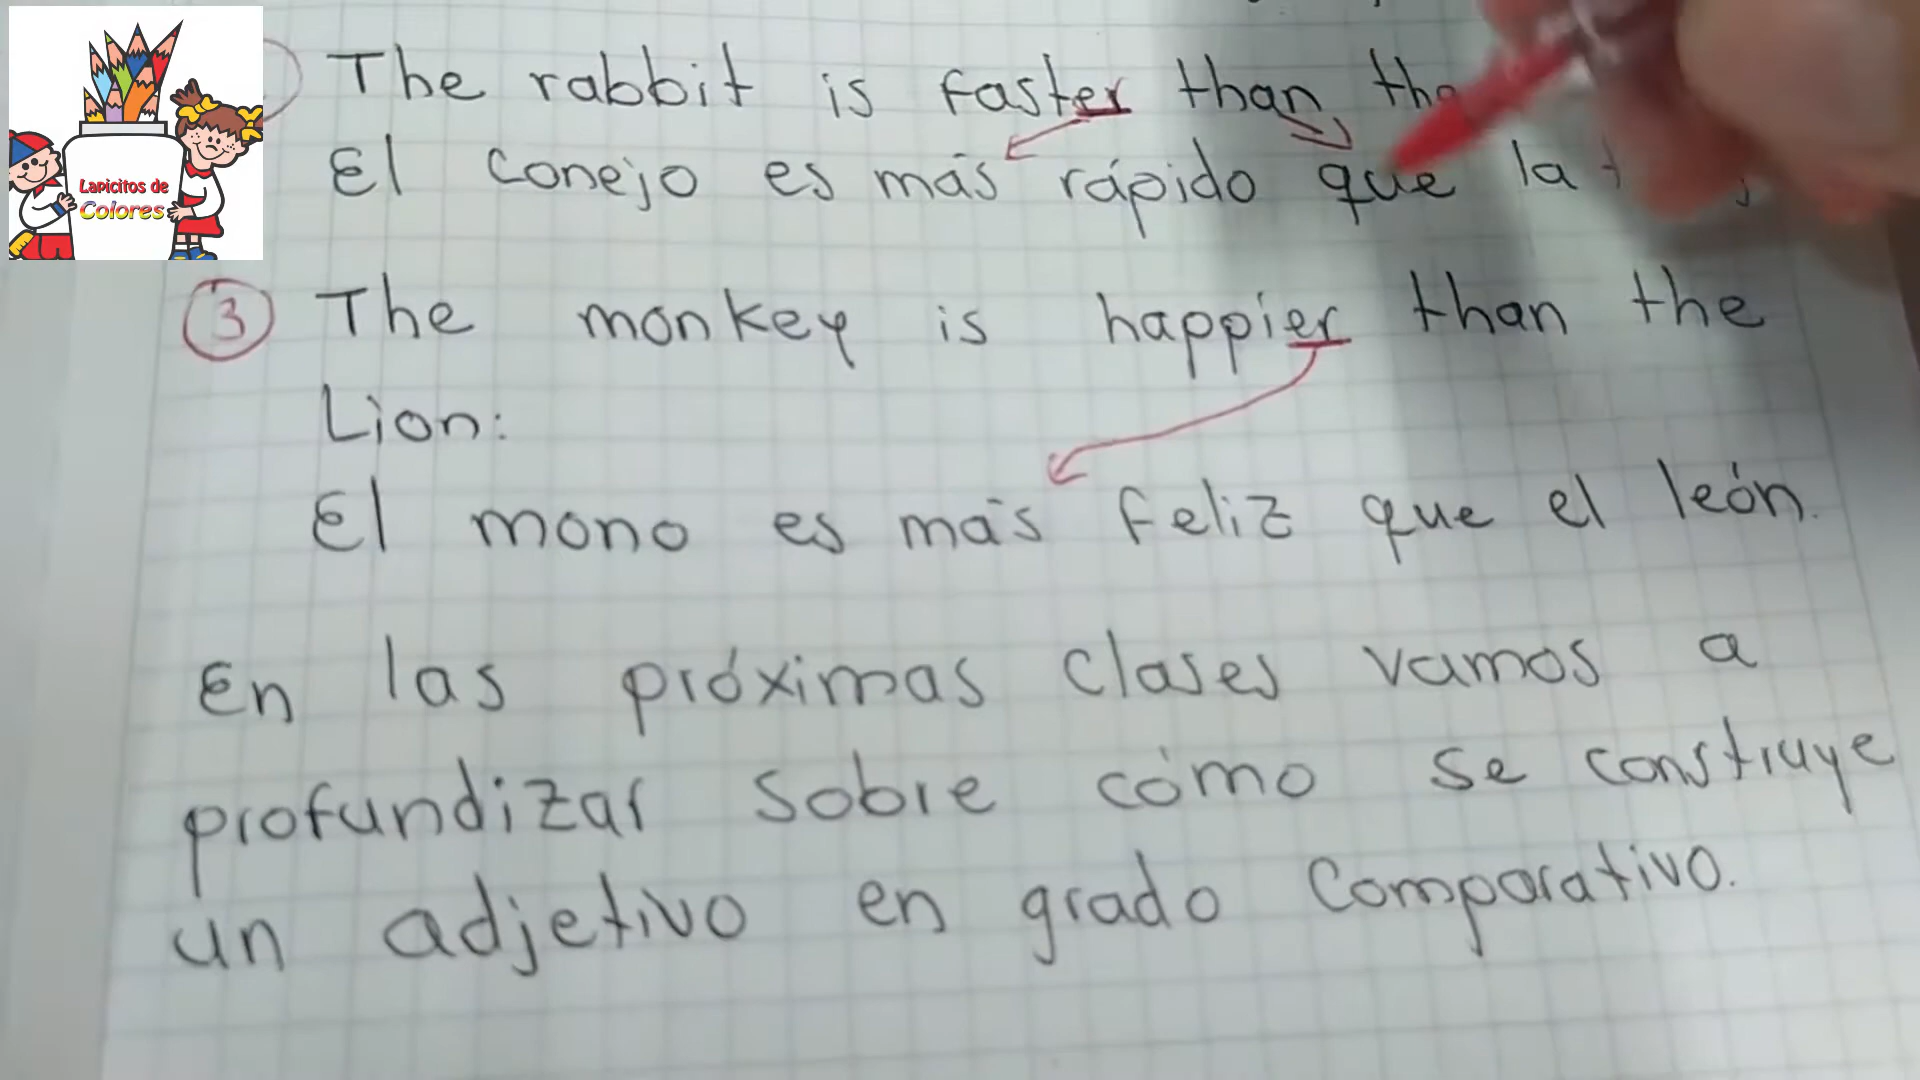 Lapicitos de
Colores
The rabbit is faster than the
El conejo es más rápido que la
3 The monkey is happier than the
Lion:
El mono es más feliz que el león.
En las próximas clases vamos a
profundizar sobre cómo se construye
un adjetivo en grado comparativo.